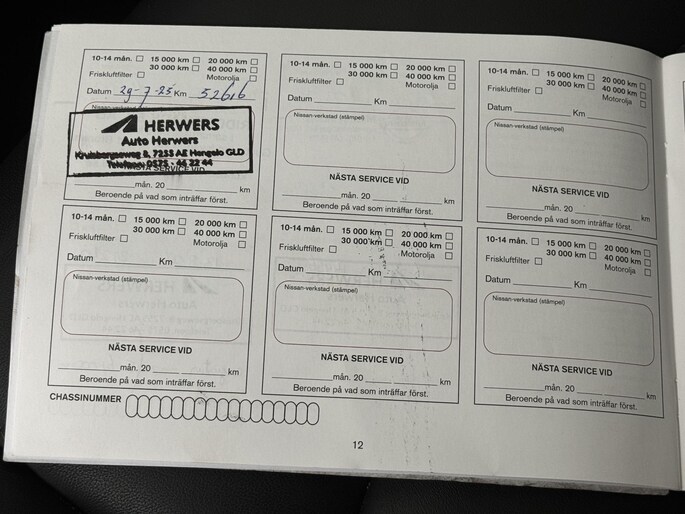 10-14 mån. 15 000 km 20 000 km
30 000 km 40 000 km
Friskluftfilter Motorolja
Datum 29-7-25 Km 52616
Nissan-verkstad
HERWERS
Auto Herwers
Kruisbergseweg 8, 7255 AE Hengelo GLD
Telefoon: 0575 - 46 22 44
NÄSTA SERVICE VID
mån. 20 km
Beroende på vad som inträffar först.
10-14 mån. 15 000 km 20 000 km
30 000 km 40 000 km
Friskluftfilter Motorolja
Datum Km
Nissan-verkstad (stämpel)
NÄSTA SERVICE VID
mån. 20 km
Beroende på vad som inträffar först.
10-14 mån. 15 000 km 20 000 km
30 000 km 40 000 km
Friskluftfilter Motorolja
Datum Km
Nissan-verkstad (stämpel)
NÄSTA SERVICE VID
mån. 20 km
Beroende på vad som inträffar först.
10-14 mån. 15 000 km 20 000 km
30 000 km 40 000 km
Friskluftfilter Motorolja
Datum Km
Nissan-verkstad (stämpel)
NÄSTA SERVICE VID
mån. 20 km
Beroende på vad som inträffar först.
10-14 mån. 15 000 km 20 000 km
30 000 km 40 000 km
Friskluftfilter Motorolja
Datum Km
Nissan-verkstad (stämpel)
NÄSTA SERVICE VID
mån. 20 km
Beroende på vad som inträffar först.
10-14 mån. 15 000 km 20 000 km
30 000 km 40 000 km
Friskluftfilter Motorolja
Datum Km
Nissan-verkstad (stämpel)
NÄSTA SERVICE VID
mån. 20 km
Beroende på vad som inträffar först.
CHASSINUMMER
12